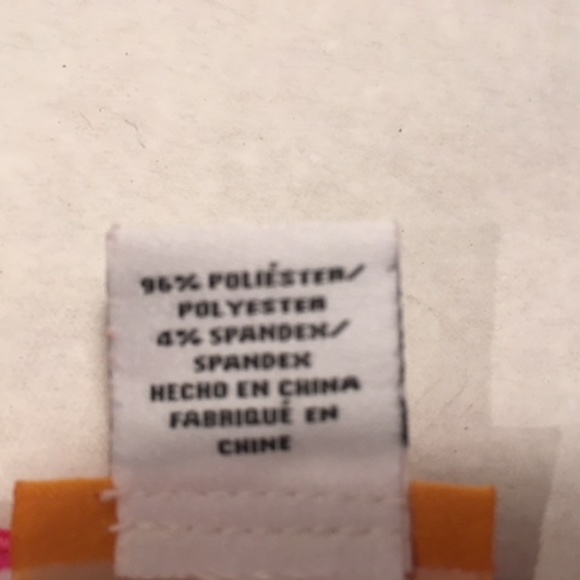 96% POLIÉSTER/
POLYESTER
4% SPANDEX/
SPANDEX
HECHO EN CHINA
FABRIQUÉ EN
CHINE